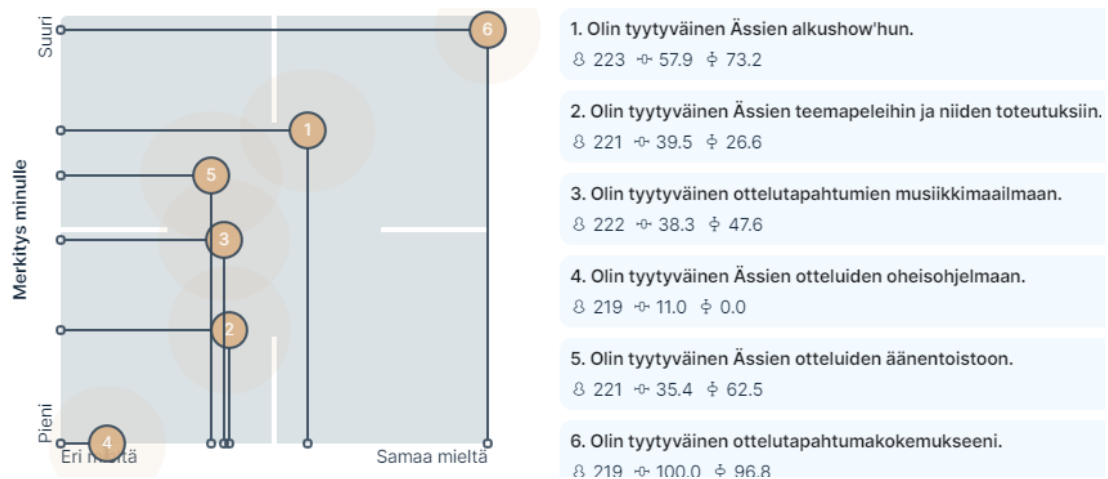 Suuri
Merkitys minulle
Pieni
6
1
5
3
2
4
Eri mieltä
Samaa mieltä
1. Olin tyytyväinen Ässien alkushow'hun.
223 57.9 73.2
2. Olin tyytyväinen Ässien teemapeleihin ja niiden toteutuksiin.
221 39.5 26.6
3. Olin tyytyväinen ottelutapahtumien musiikkimaailmaan.
222 38.3 47.6
4. Olin tyytyväinen Ässien otteluiden oheisohjelmaan.
219 11.0 0.0
5. Olin tyytyväinen Ässien otteluiden äänentoistoon.
221 35.4 62.5
6. Olin tyytyväinen ottelutapahtumakokemukseeni.
219 100.0 96.8